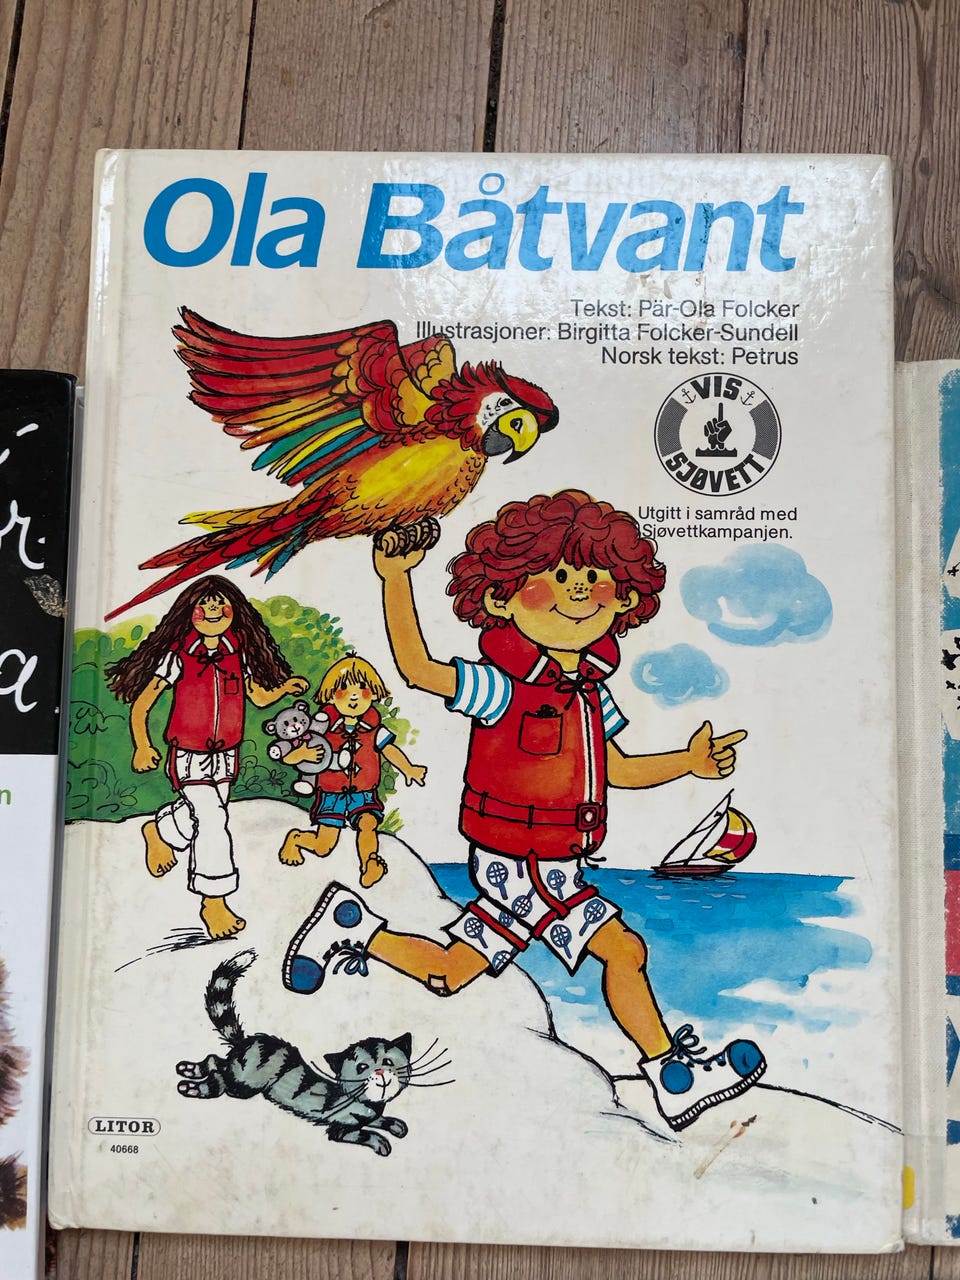 Ola Båtvant
Tekst: Pär-Ola Folcker
Illustrasjoner: Birgitta Folcker-Sundell
Norsk tekst: Petrus
VIS
SJØVETT
Utgitt i samråd med
Sjøvettkampanjen.
LITOR
40668
r.
a
n